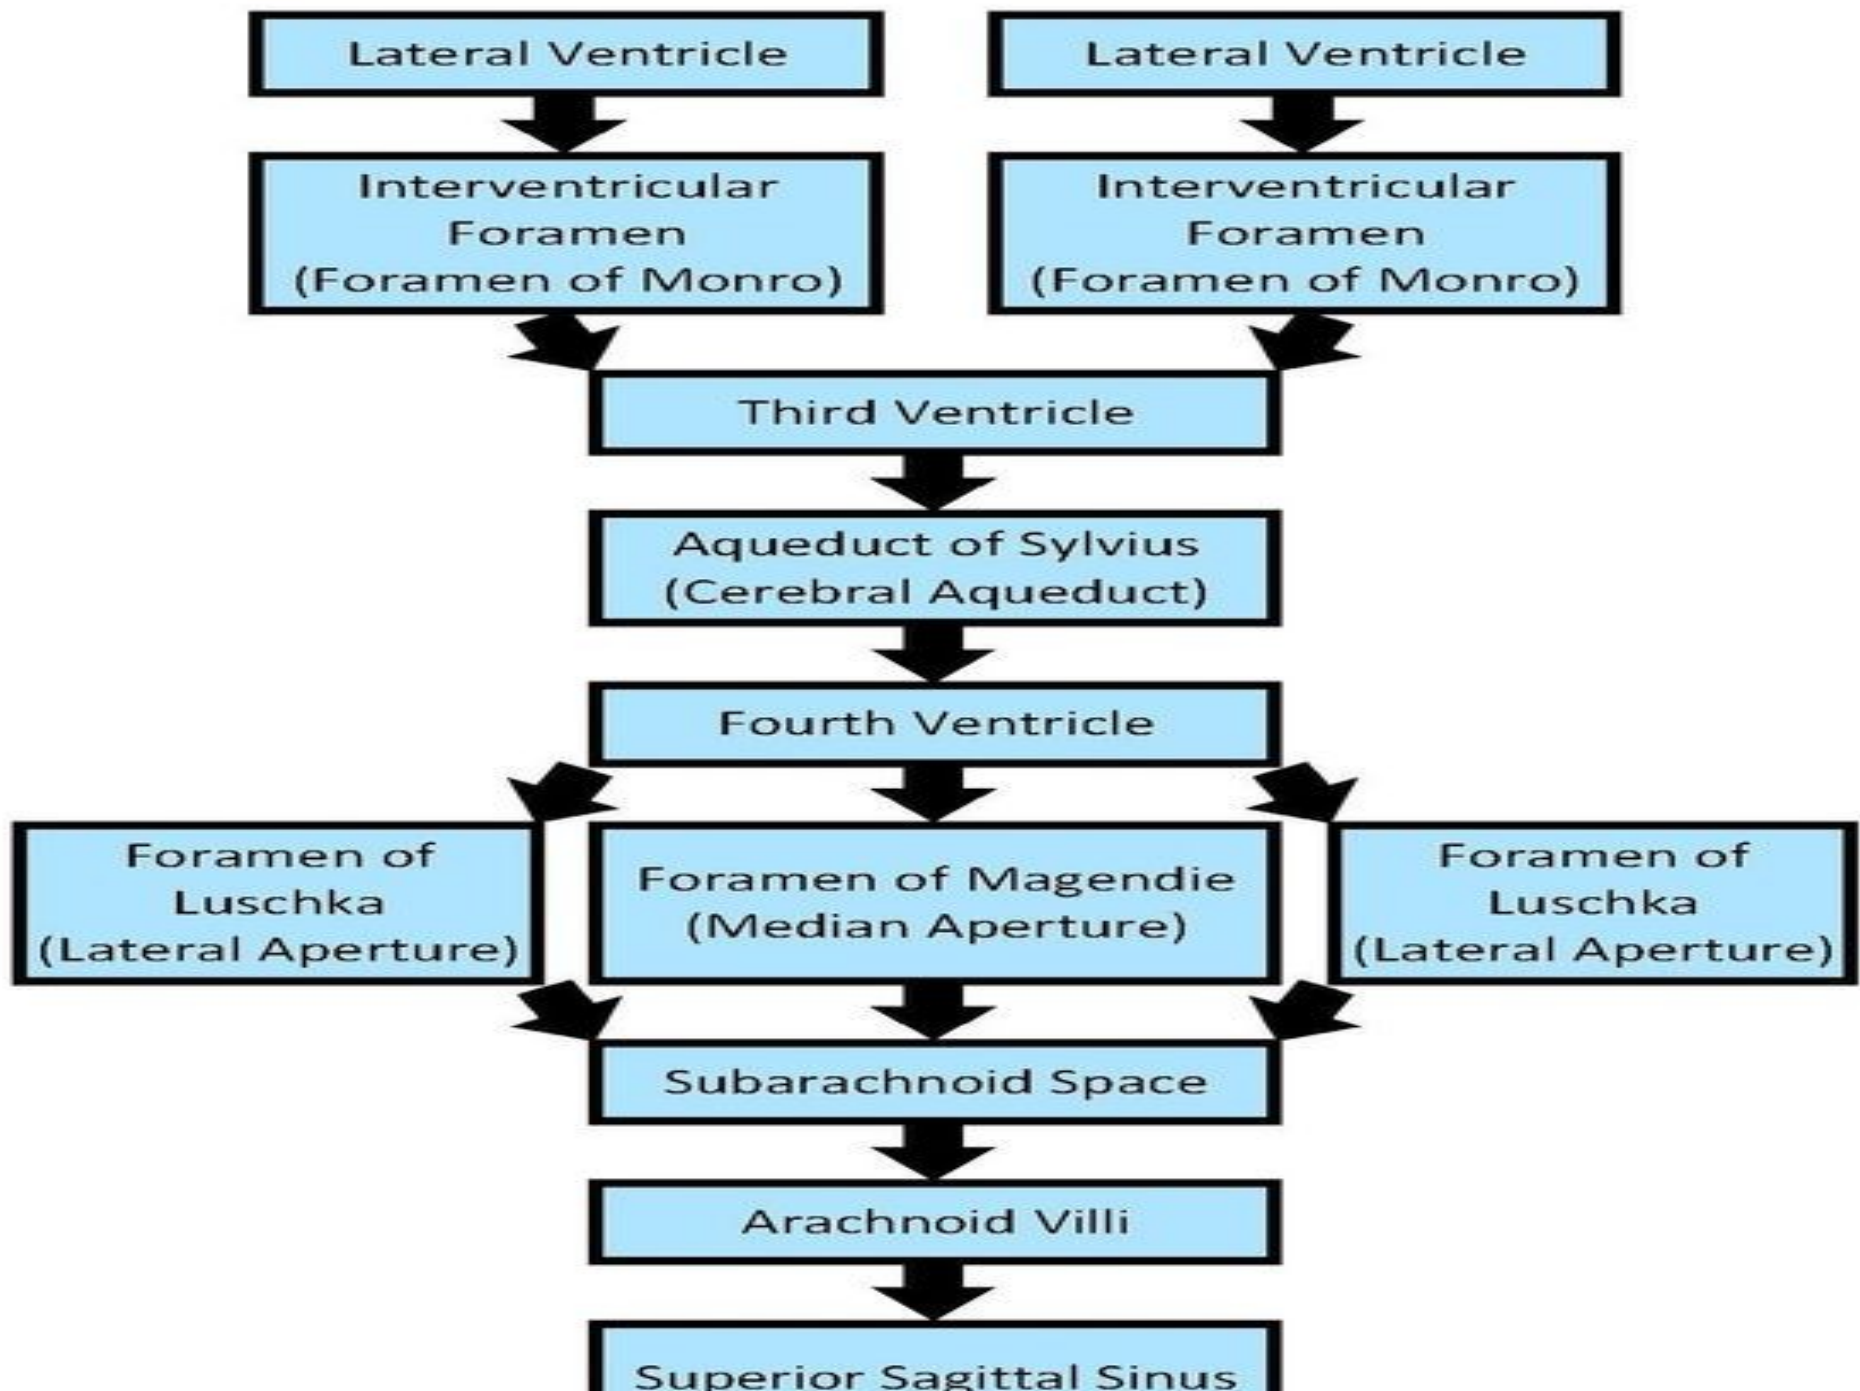 Lateral Ventricle
Lateral Ventricle
Interventricular
Foramen
(Foramen of Monro)
Interventricular
Foramen
(Foramen of Monro)
Third Ventricle
Aqueduct of Sylvius
(Cerebral Aqueduct)
Fourth Ventricle
Foramen of
Luschka
(Lateral Aperture)
Foramen of Magendie
(Median Aperture)
Foramen of
Luschka
(Lateral Aperture)
Subarachnoid Space
Arachnoid Villi
Superior Sagittal Sinus